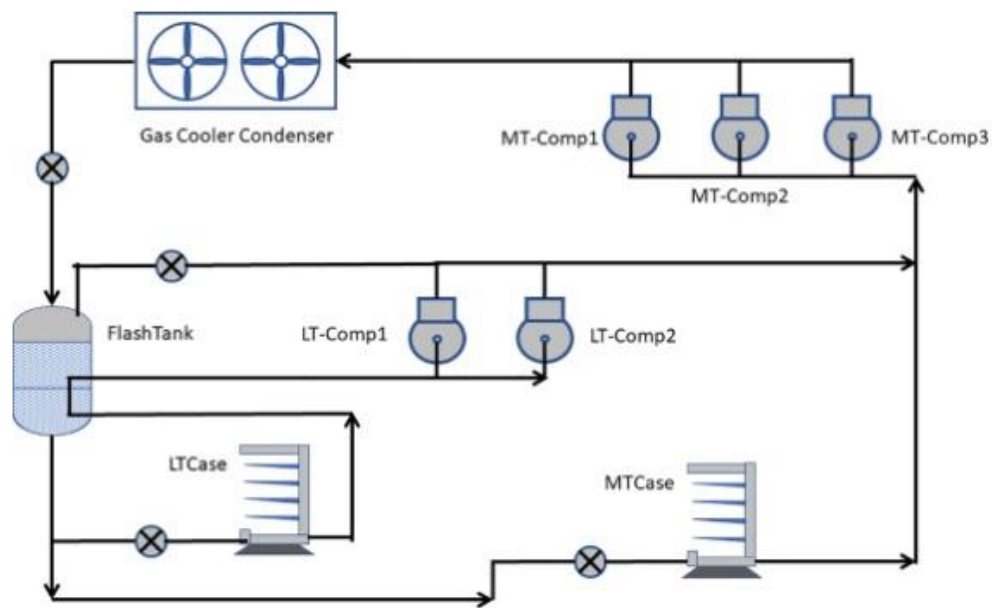 Gas Cooler Condenser
MT-Comp1
MT-Comp3
MT-Comp2
FlashTank
LT-Comp1
LT-Comp2
LTCase
MTCase